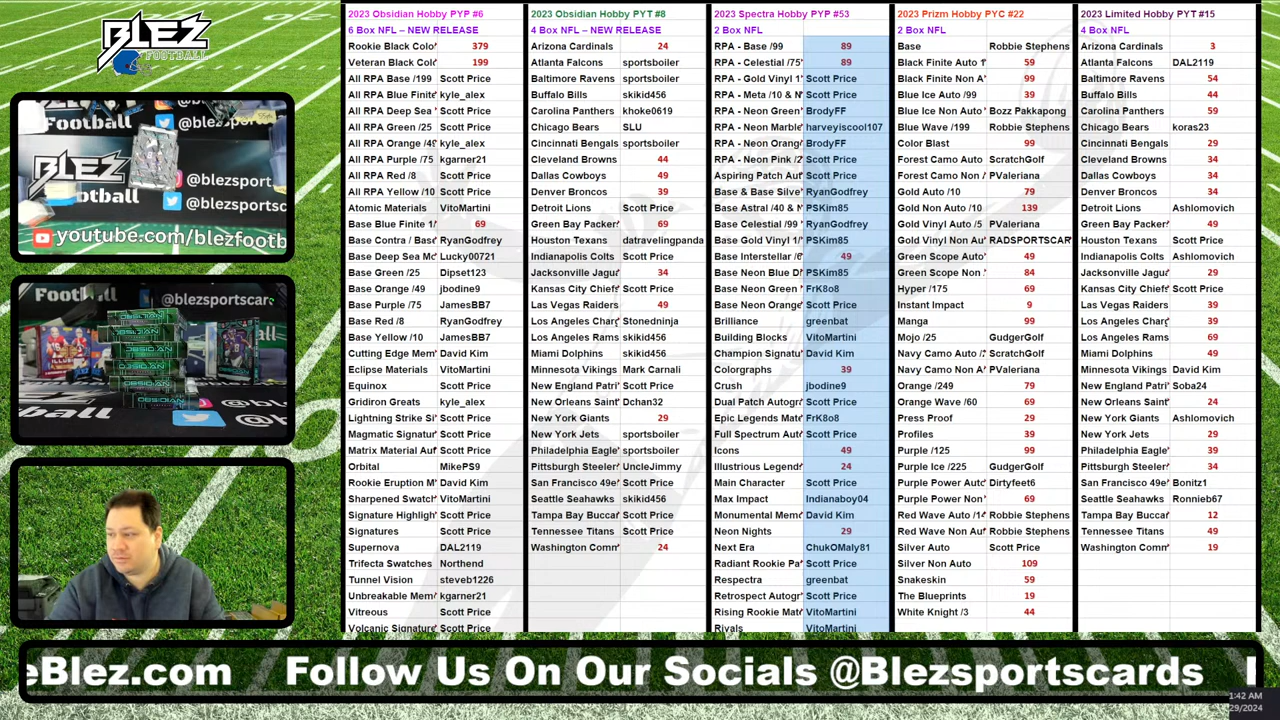 BLEZ
FOOTBALL
Football
BLEZ
Football
@blezsport
youtube.com/blezfootb
Football
@blezsportscar
OBSIDIAN
OBSIDIAN
OBSIDIAN
2023 Obsidian Hobby PYP #6
6 Box NFL – NEW RELEASE
Rookie Black Colo 379
Veteran Black Col 199
All RPA Base /199 Scott Price
All RPA Blue Finite kyle_alex
All RPA Deep Sea Scott Price
All RPA Green /25 Scott Price
All RPA Orange /49 kyle_alex
All RPA Purple /75 kgarner21
All RPA Red /8 Scott Price
All RPA Yellow /10 Scott Price
Atomic Materials VitoMartini
Base Blue Finite 1/ 69
Base Contra / Base RyanGodfrey
Base Deep Sea Mo Lucky00721
Base Green /25 Dipset123
Base Orange /49 jbodine9
Base Purple /75 JamesBB7
Base Red /8 RyanGodfrey
Base Yellow /10 JamesBB7
Cutting Edge Mem David Kim
Eclipse Materials VitoMartini
Equinox Scott Price
Gridiron Greats kyle_alex
Lightning Strike Si Scott Price
Magmatic Signatur Scott Price
Matrix Material Aut Scott Price
Orbital MikePS9
Rookie Eruption M David Kim
Sharpened Swatch VitoMartini
Signature Highligh Scott Price
Signatures Scott Price
Supernova DAL2119
Trifecta Swatches Northend
Tunnel Vision steveb1226
Unbreakable Mem kgarner21
Vitreous Scott Price
Volcanic Signature Scott Price
2023 Obsidian Hobby PYT #8
4 Box NFL – NEW RELEASE
Arizona Cardinals 24
Atlanta Falcons sportsboiler
Baltimore Ravens sportsboiler
Buffalo Bills skikid456
Carolina Panthers khoke0619
Chicago Bears SLU
Cincinnati Bengals sportsboiler
Cleveland Browns 44
Dallas Cowboys 49
Denver Broncos 39
Detroit Lions Scott Price
Green Bay Packer 69
Houston Texans datravelingpanda
Indianapolis Colts Scott Price
Jacksonville Jagua 34
Kansas City Chiefs Scott Price
Las Vegas Raiders 49
Los Angeles Charg Stonedninja
Los Angeles Rams skikid456
Miami Dolphins skikid456
Minnesota Vikings Mark Carnali
New England Patri Scott Price
New Orleans Saint Dchan32
New York Giants 29
New York Jets sportsboiler
Philadelphia Eagle sportsboiler
Pittsburgh Steeler UncleJimmy
San Francisco 49e Scott Price
Seattle Seahawks skikid456
Tampa Bay Buccar Scott Price
Tennessee Titans Scott Price
Washington Comm 24
2023 Spectra Hobby PYP #53
2 Box NFL
RPA - Base /99 89
RPA - Celestial /75 89
RPA - Gold Vinyl 1 Scott Price
RPA - Meta /10 & N Scott Price
RPA - Neon Green BrodyFF
RPA - Neon Marble harveyiscool107
RPA - Neon Orang BrodyFF
RPA - Neon Pink /2 Scott Price
Aspiring Patch Aut Scott Price
Base & Base Silve RyanGodfrey
Base Astral /40 & N PSKim85
Base Celestial /99 RyanGodfrey
Base Gold Vinyl 1/ PSKim85
Base Interstellar /6 49
Base Neon Blue D PSKim85
Base Neon Green FrK8o8
Base Neon Orange Scott Price
Brilliance greenbat
Building Blocks VitoMartini
Champion Signatu David Kim
Colorgraphs 39
Crush jbodine9
Dual Patch Autogr Scott Price
Epic Legends Mate FrK8o8
Full Spectrum Aut Scott Price
Icons 49
Illustrious Legend 24
Main Character Scott Price
Max Impact Indianaboy04
Monumental Mem David Kim
Neon Nights 29
Next Era ChukOMaly81
Radiant Rookie Pa Scott Price
Respectra greenbat
Retrospect Autogr Scott Price
Rising Rookie Mate VitoMartini
Rivals VitoMartini
2023 Prizm Hobby PYC #22
2 Box NFL
Base Robbie Stephens
Black Finite Auto 1 59
Black Finite Non A 99
Blue Ice Auto /99 39
Blue Ice Non Auto Bozz Pakkapong
Blue Wave /199 Robbie Stephens
Color Blast 99
Forest Camo Auto ScratchGolf
Forest Camo Non / PValeriana
Gold Auto /10 79
Gold Non Auto /10 139
Gold Vinyl Auto /5 PValeriana
Gold Vinyl Non Au RADSPORTSCAR
Green Scope Auto 49
Green Scope Non 84
Hyper /175 69
Instant Impact 9
Manga 99
Mojo /25 GudgerGolf
Navy Camo Auto / ScratchGolf
Navy Camo Non A PValeriana
Orange /249 79
Orange Wave /60 69
Press Proof 29
Profiles 39
Purple /125 99
Purple Ice /225 GudgerGolf
Purple Power Auto Dirtyfeet6
Purple Power Non 69
Red Wave Auto /14 Robbie Stephens
Red Wave Non Aut Robbie Stephens
Silver Auto Scott Price
Silver Non Auto 109
Snakeskin 59
The Blueprints 19
White Knight /3 44
2023 Limited Hobby PYT #15
4 Box NFL
Arizona Cardinals 3
Atlanta Falcons DAL2119
Baltimore Ravens 54
Buffalo Bills 44
Carolina Panthers 59
Chicago Bears koras23
Cincinnati Bengals 29
Cleveland Browns 34
Dallas Cowboys 34
Denver Broncos 34
Detroit Lions Ashlomovich
Green Bay Packer 49
Houston Texans Scott Price
Indianapolis Colts Ashlomovich
Jacksonville Jagua 29
Kansas City Chiefs Scott Price
Las Vegas Raiders 39
Los Angeles Charg 39
Los Angeles Rams 69
Miami Dolphins 49
Minnesota Vikings David Kim
New England Patri Soba24
New Orleans Saint 24
New York Giants Ashlomovich
New York Jets 29
Philadelphia Eagle 39
Pittsburgh Steeler 34
San Francisco 49e Bonitz1
Seattle Seahawks Ronnieb67
Tampa Bay Buccar 12
Tennessee Titans 49
Washington Comm 19
eBlez.com Follow Us On Our Socials @Blezsportscards
1:42 AM
29/2024